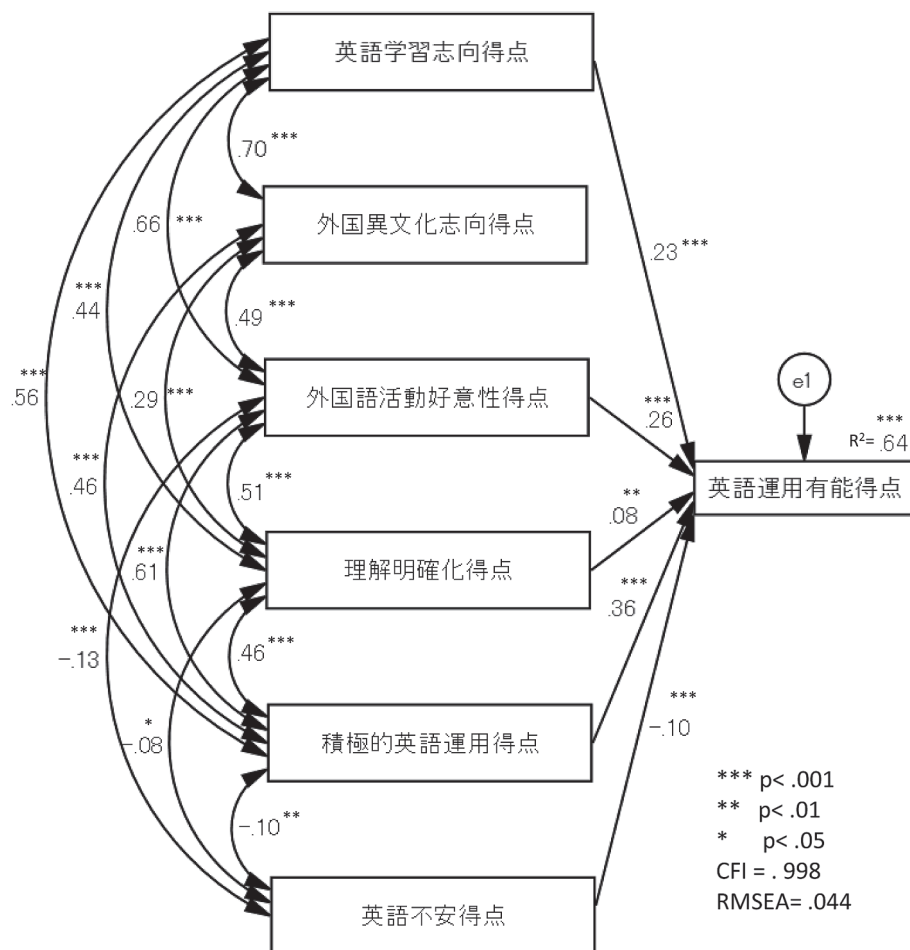 英語学習志向得点
.70***
外国異文化志向得点
.66 ***
.23***
***
.44
.49***
***
.56
.29 ***
外国語活動好意性得点
***
.26
e1
***
R²= .64
英語運用有能得点
***
.46
.51***
**
.08
***
.61
理解明確化得点
***
.36
***
-.13
.46***
*
-.08
積極的英語運用得点
***
-.10
-.10**
英語不安得点
*** p< .001
** p< .01
* p< .05
CFI = . 998
RMSEA= .044